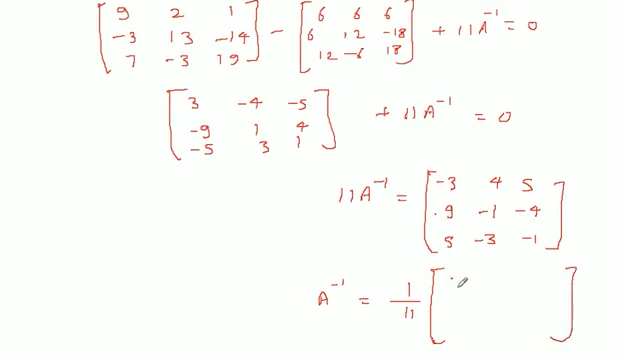 [9 2 1] [6 6 6]
[-3 13 -14] - [6 12 -18] + 11A⁻¹ = 0
[7 -3 19] [12 -6 18]
[3 -4 -5]
[-9 1 4] + 11A⁻¹ = 0
[-5 3 1]
[-3 4 5]
11A⁻¹ = [9 -1 -4]
[5 -3 -1]
A⁻¹ = 1/11 [ ]